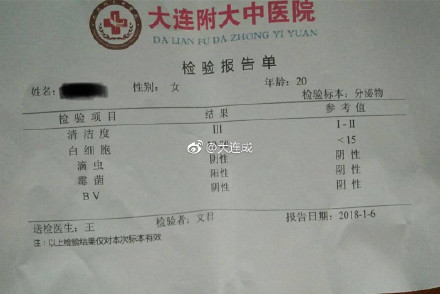 大连附大中医院
DA LIAN FU DA ZHONG YI YUAN
检验报告单
姓名: 性别: 女 年龄: 20
检验标本: 分泌物
检验项目 结果 参考值
清洁度 III I-II
白细胞 <15
滴虫 阴性 阴性
霉菌 阳性 阴性
BV 阴性 阴性
@大连成
送检医生: 王 检验者: 文君 报告日期: 2018-1-6
注:以上检验结果仅对本次标本有效